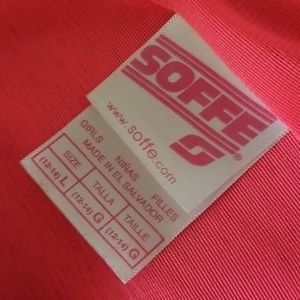 SOFFE
S®
www.soffe.com
GIRLS NIÑAS FILLES
MADE IN EL SALVADOR
SIZE TALLA TAILLE
(12-14) L (12-14) G (12-14) G